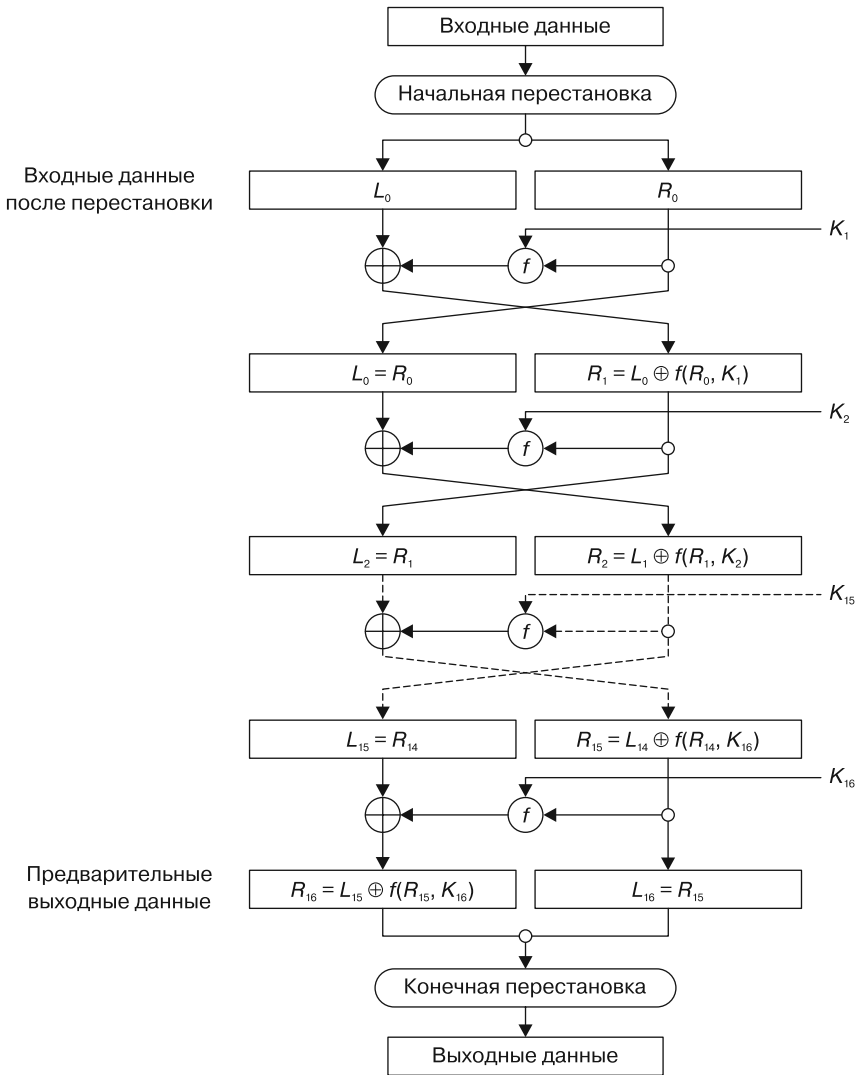 Входные данные
Начальная перестановка
Входные данные
после перестановки
L₀
R₀
K₁
f
L₀ = R₀
R₁ = L₀ ⊕ f(R₀, K₁)
K₂
f
L₂ = R₁
R₂ = L₁ ⊕ f(R₁, K₂)
K₁₅
f
L₁₅ = R₁₄
R₁₅ = L₁₄ ⊕ f(R₁₄, K₁₆)
K₁₆
f
Предварительные
выходные данные
R₁₆ = L₁₅ ⊕ f(R₁₅, K₁₆)
L₁₆ = R₁₅
Конечная перестановка
Выходные данные